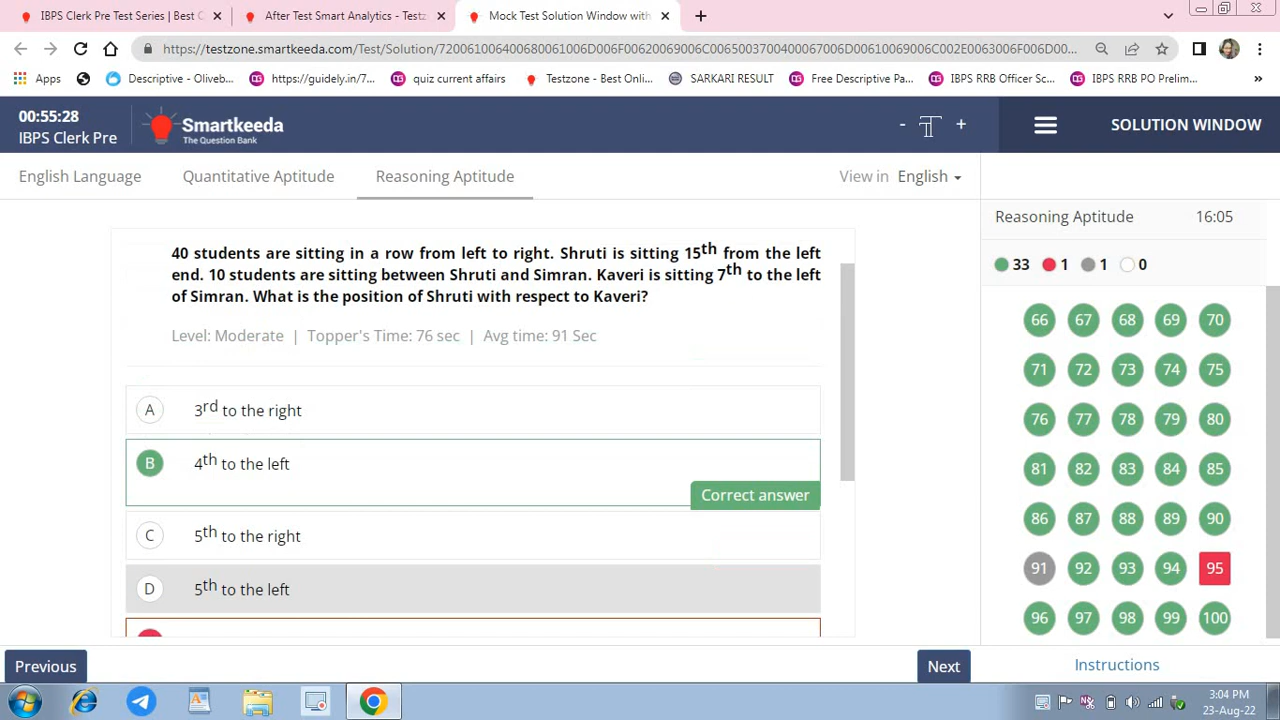 IBPS Clerk Pre Test Series | Best C
After Test Smart Analytics - Testz
Mock Test Solution Window with
Apps
Descriptive - Oliveb...
https://guidely.in/7...
quiz current affairs
Testzone - Best Onli...
SARKARI RESULT
Free Descriptive Pa...
IBPS RRB Officer Sc...
IBPS RRB PO Prelim...
»
00:55:28
IBPS Clerk Pre
Smartkeeda
The Question Bank
- T +
SOLUTION WINDOW
English Language
Quantitative Aptitude
Reasoning Aptitude
View in English
Reasoning Aptitude 16:05
33 1 1 0
40 students are sitting in a row from left to right. Shruti is sitting 15th from the left
end. 10 students are sitting between Shruti and Simran. Kaveri is sitting 7th to the left
of Simran. What is the position of Shruti with respect to Kaveri?
Level: Moderate | Topper's Time: 76 sec | Avg time: 91 Sec
A 3rd to the right
B 4th to the left
Correct answer
C 5th to the right
D 5th to the left
66 67 68 69 70
71 72 73 74 75
76 77 78 79 80
81 82 83 84 85
86 87 88 89 90
91 92 93 94 95
96 97 98 99 100
Previous
Next
Instructions
3:04 PM
23-Aug-22